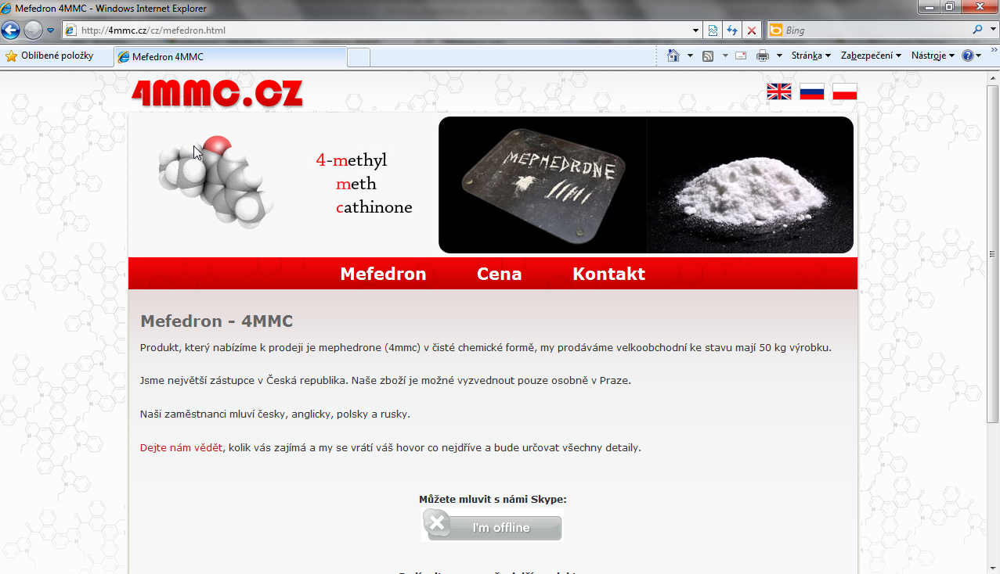 Mefedron 4MMC - Windows Internet Explorer
http://4mmc.cz/cz/mefedron.html
Bing
Oblíbené položky
Mefedron 4MMC
Stránka
Zabezpečení
Nástroje
4mmc.cz
4-methyl
meth
cathinone
MEPHEDRONE
Mefedron Cena Kontakt
Mefedron - 4MMC
Produkt, který nabízíme k prodeji je mephedrone (4mmc) v čisté chemické formě, my prodáváme velkoobchodní ke stavu mají 50 kg výrobku.
Jsme největší zástupce v Česká republika. Naše zboží je možné vyzvednout pouze osobně v Praze.
Naši zaměstnanci mluví česky, anglicky, polsky a rusky.
Dejte nám vědět, kolik vás zajímá a my se vrátí váš hovor co nejdříve a bude určovat všechny detaily.
Můžete mluvit s námi Skype:
I'm offline